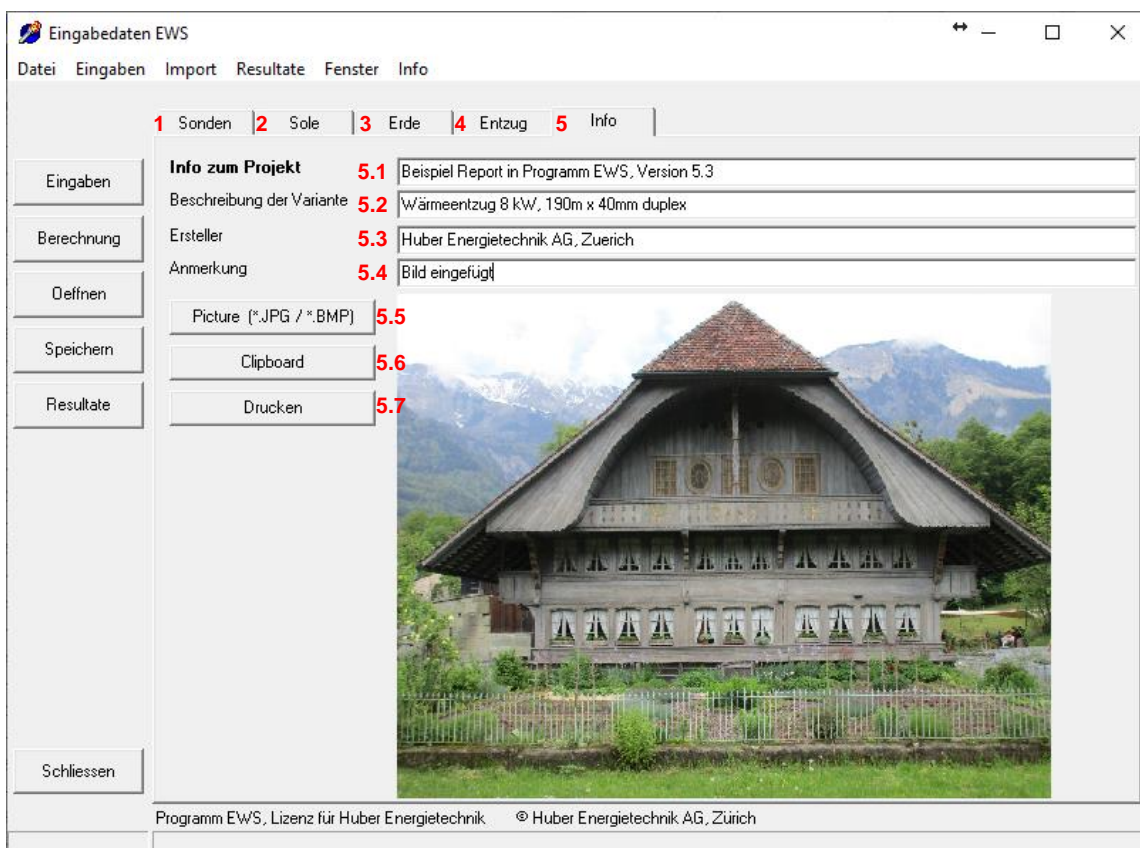 Eingabedaten EWS
Datei Eingaben Import Resultate Fenster Info
1 Sonden 2 Sole 3 Erde 4 Entzug 5 Info
Info zum Projekt 5.1 Beispiel Report in Programm EWS, Version 5.3
Eingaben
Beschreibung der Variante 5.2 Wärmeentzug 8 kW, 190m x 40mm duplex
Berechnung
Ersteller 5.3 Huber Energietechnik AG, Zuerich
Anmerkung 5.4 Bild eingefügt
Oeffnen
Picture (*.JPG / *.BMP) 5.5
Speichern
Clipboard 5.6
Resultate
Drucken 5.7
Schliessen
Programm EWS, Lizenz für Huber Energietechnik © Huber Energietechnik AG, Zürich